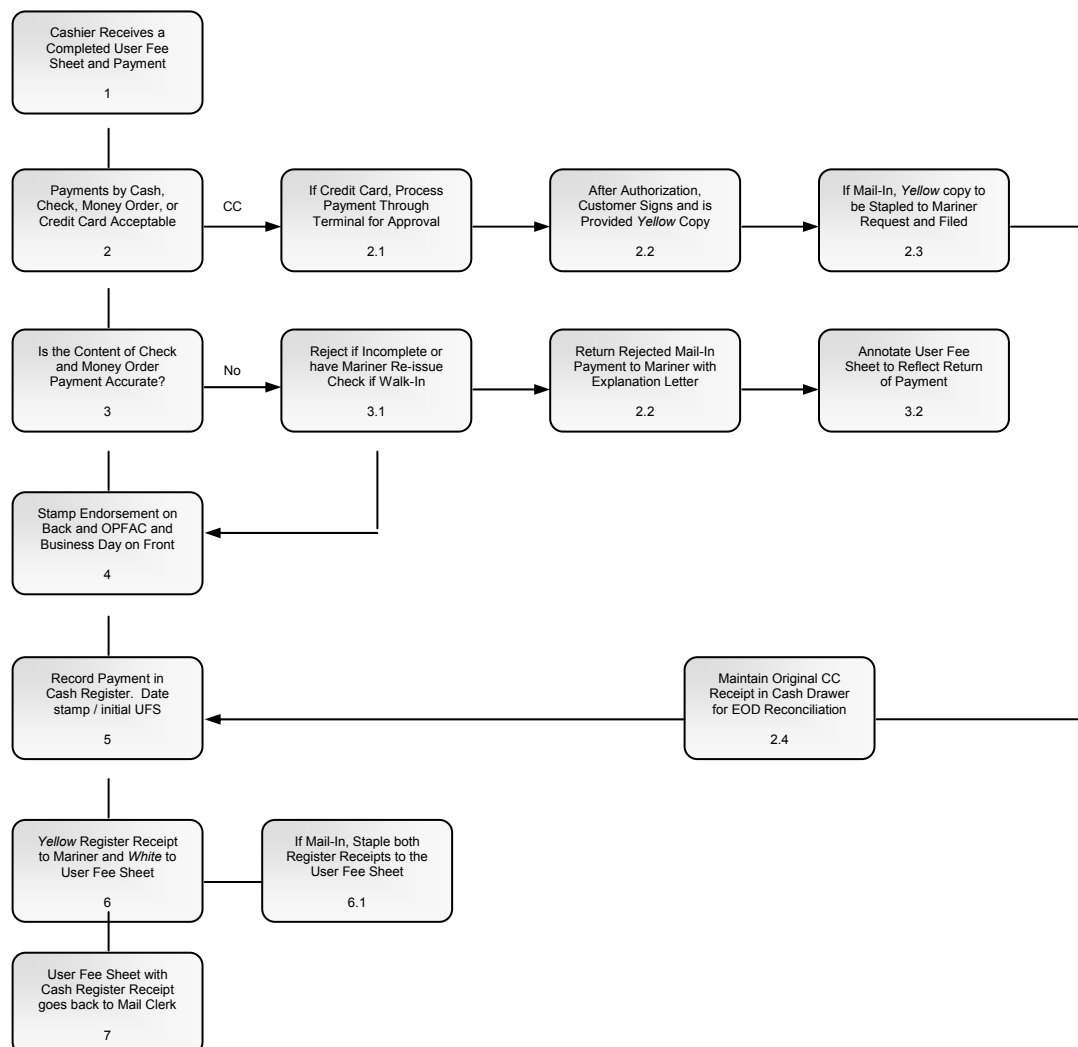 Cashier Receives a
Completed User Fee
Sheet and Payment
1
Payments by Cash,
Check, Money Order, or
Credit Card Acceptable
2
CC
If Credit Card, Process
Payment Through
Terminal for Approval
2.1
After Authorization,
Customer Signs and is
Provided Yellow Copy
2.2
If Mail-In, Yellow copy to
be Stapled to Mariner
Request and Filed
2.3
Is the Content of Check
and Money Order
Payment Accurate?
3
No
Reject if Incomplete or
have Mariner Re-issue
Check if Walk-In
3.1
Return Rejected Mail-In
Payment to Mariner with
Explanation Letter
2.2
Annotate User Fee
Sheet to Reflect Return
of Payment
3.2
Stamp Endorsement on
Back and OPFAC and
Business Day on Front
4
Record Payment in
Cash Register. Date
stamp / initial UFS
5
Maintain Original CC
Receipt in Cash Drawer
for EOD Reconciliation
2.4
Yellow Register Receipt
to Mariner and White to
User Fee Sheet
6
If Mail-In, Staple both
Register Receipts to the
User Fee Sheet
6.1
User Fee Sheet with
Cash Register Receipt
goes back to Mail Clerk
7